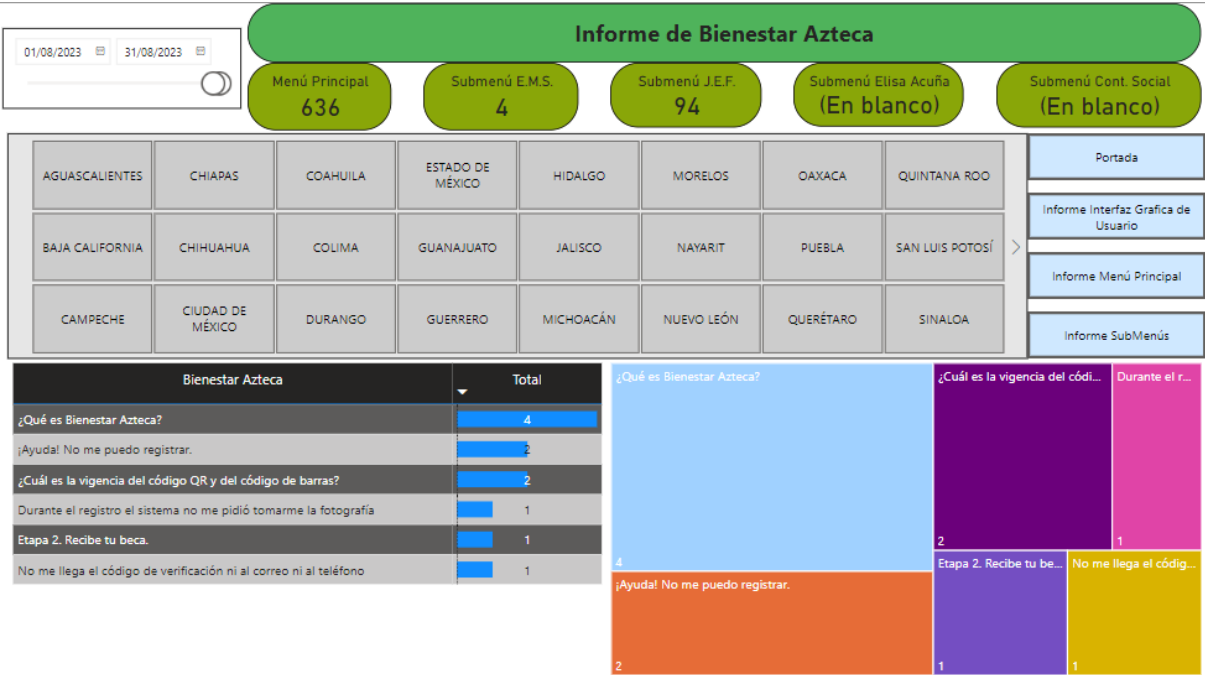 Informe de Bienestar Azteca
01/08/2023
31/08/2023
Menú Principal
636
Submenú E.M.S.
4
Submenú J.E.F.
94
Submenú Elisa Acuña
(En blanco)
Submenú Cont. Social
(En blanco)
AGUASCALIENTES
CHIAPAS
COAHUILA
ESTADO DE
MÉXICO
HIDALGO
MORELOS
OAXACA
QUINTANA ROO
BAJA CALIFORNIA
CHIHUAHUA
COLIMA
GUANAJUATO
JALISCO
NAYARIT
PUEBLA
SAN LUIS POTOSÍ
CAMPECHE
CIUDAD DE
MÉXICO
DURANGO
GUERRERO
MICHOACÁN
NUEVO LEÓN
QUERÉTARO
SINALOA
Portada
Informe Interfaz Grafica de
Usuario
Informe Menú Principal
Informe SubMenús
Bienestar Azteca Total
¿Qué es Bienestar Azteca? 4
¡Ayuda! No me puedo registrar. 2
¿Cuál es la vigencia del código QR y del código de barras? 2
Durante el registro el sistema no me pidió tomarme la fotografía 1
Etapa 2. Recibe tu beca. 1
No me llega el código de verificación ni al correo ni al teléfono 1
¿Qué es Bienestar Azteca?
4
¡Ayuda! No me puedo registrar.
2
¿Cuál es la vigencia del códi...
2
Durante el r...
1
Etapa 2. Recibe tu be...
1
No me llega el códig...
1